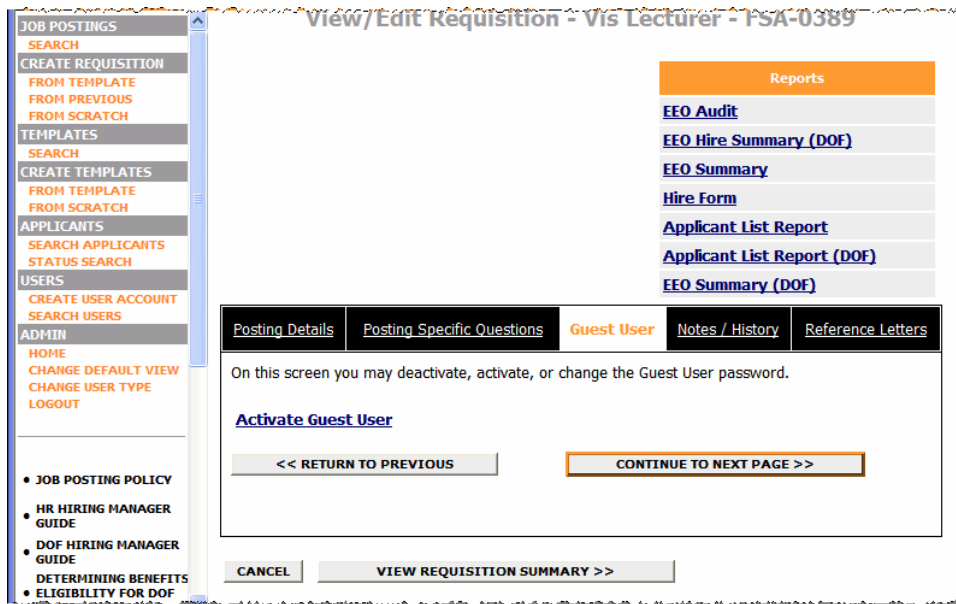 View/Edit Requisition - Vis Lecturer - FSA-0389
JOB POSTINGS
SEARCH
CREATE REQUISITION
FROM TEMPLATE
FROM PREVIOUS
FROM SCRATCH
TEMPLATES
SEARCH
CREATE TEMPLATES
FROM TEMPLATE
FROM SCRATCH
APPLICANTS
SEARCH APPLICANTS
STATUS SEARCH
USERS
CREATE USER ACCOUNT
SEARCH USERS
ADMIN
HOME
CHANGE DEFAULT VIEW
CHANGE USER TYPE
LOGOUT
• JOB POSTING POLICY
• HR HIRING MANAGER
GUIDE
• DOF HIRING MANAGER
GUIDE
DETERMINING BENEFITS
• ELIGIBILITY FOR DOF
Reports
EEO Audit
EEO Hire Summary (DOF)
EEO Summary
Hire Form
Applicant List Report
Applicant List Report (DOF)
EEO Summary (DOF)
Posting Details Posting Specific Questions Guest User Notes / History Reference Letters
On this screen you may deactivate, activate, or change the Guest User password.
Activate Guest User
<< RETURN TO PREVIOUS CONTINUE TO NEXT PAGE >>
CANCEL VIEW REQUISITION SUMMARY >>